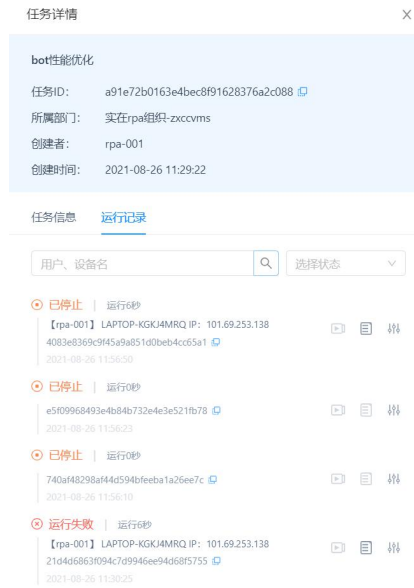 任务详情
bot性能优化
任务ID: a91e72b0163e4bec8f91628376a2c088
所属部门: 实在rpa组织-zxccvms
创建者: rpa-001
创建时间: 2021-08-26 11:29:22
任务信息 运行记录
用户、设备名 选择状态
已停止 | 运行6秒
【rpa-001】 LAPTOP-KGKJ4MRQ IP: 101.69.253.138
4083e8369c9f45a9a851d0beb4cc65a1
2021-08-26 11:56:50
已停止 | 运行0秒
e5f09968493e4b84b732e4e3e521fb78
2021-08-26 11:56:23
已停止 | 运行0秒
740af48298af44d594bfeeba1a26ee7c
2021-08-26 11:56:10
运行失败 | 运行6秒
【rpa-001】 LAPTOP-KGKJ4MRQ IP: 101.69.253.138
21d4d6863f094c7d9946ee94d68f5755
2021-08-26 11:30:25